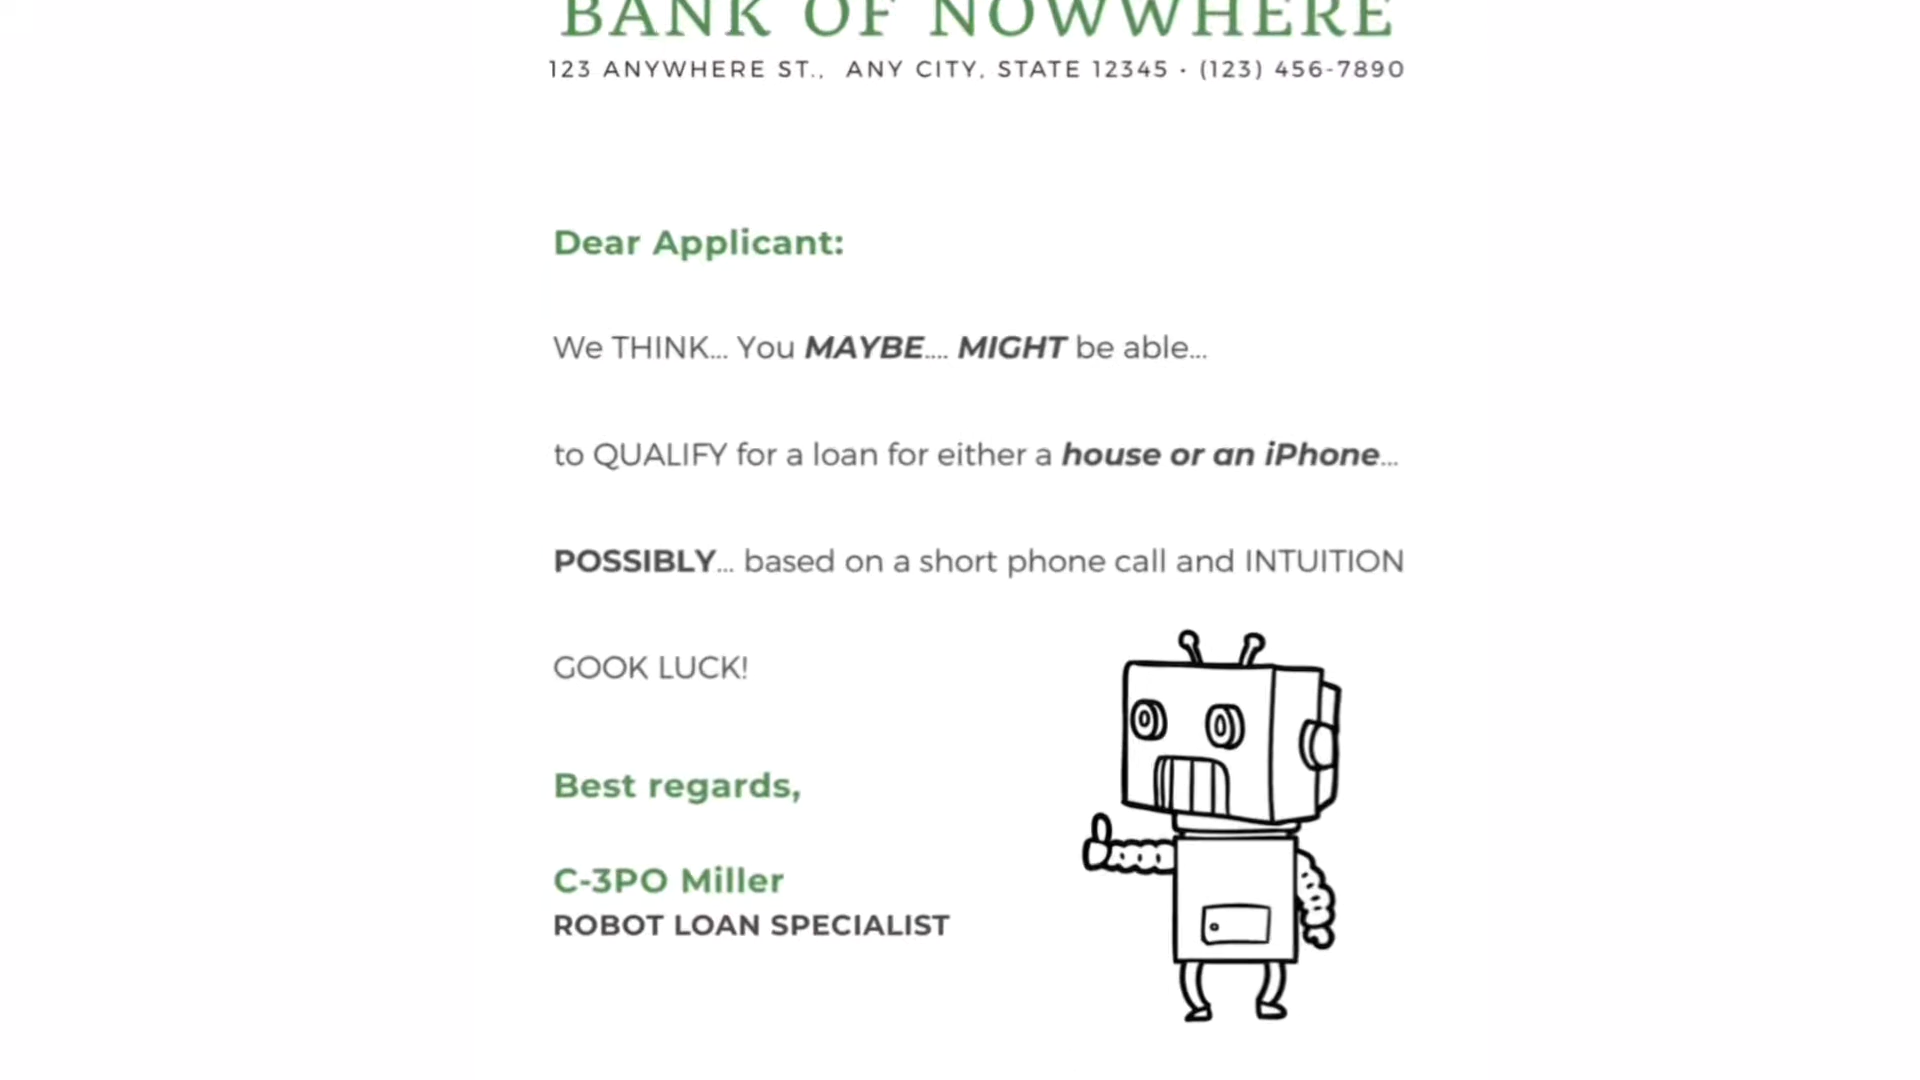 BANK OF NOWWHERE
123 ANYWHERE ST., ANY CITY, STATE 12345 • (123) 456-7890
Dear Applicant:
We THINK... You MAYBE.... MIGHT be able...
to QUALIFY for a loan for either a house or an iPhone...
POSSIBLY... based on a short phone call and INTUITION
GOOK LUCK!
Best regards,
C-3PO Miller
ROBOT LOAN SPECIALIST